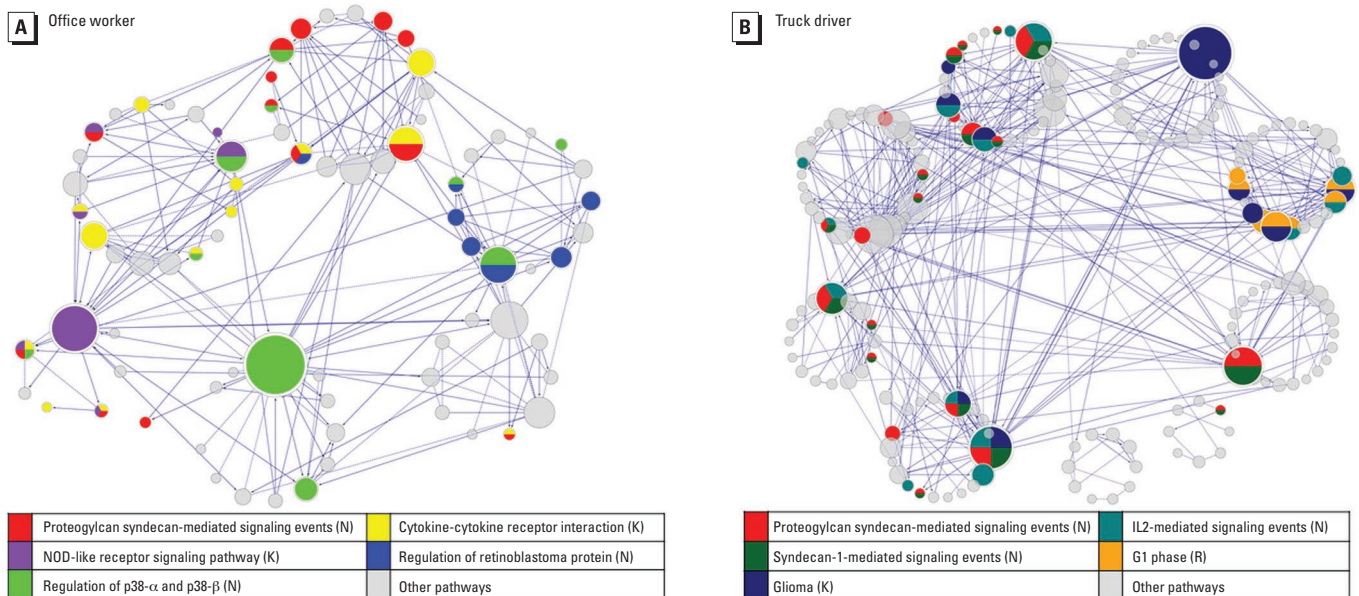 A Office worker
B Truck driver
Proteogylcan syndecan-mediated signaling events (N)
Cytokine-cytokine receptor interaction (K)
NOD-like receptor signaling pathway (K)
Regulation of retinoblastoma protein (N)
Regulation of p38-α and p38-β (N)
Other pathways
Proteogylcan syndecan-mediated signaling events (N)
IL2-mediated signaling events (N)
Syndecan-1-mediated signaling events (N)
G1 phase (R)
Glioma (K)
Other pathways